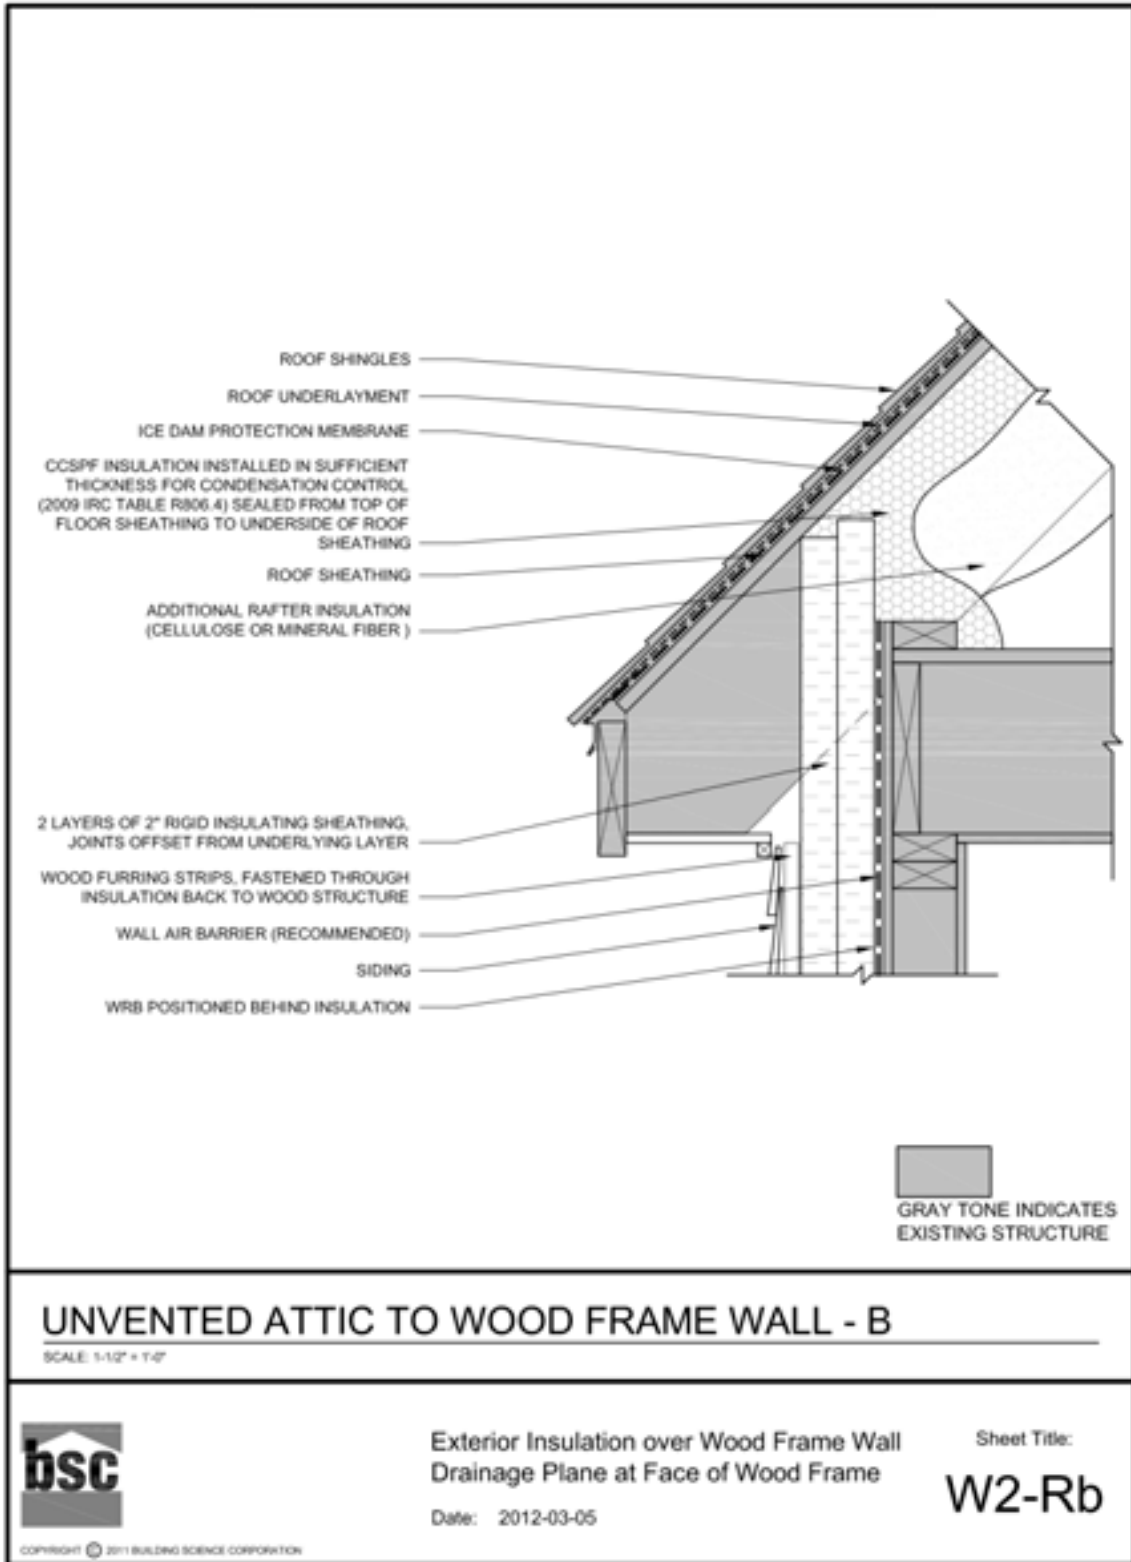 ROOF SHINGLES
ROOF UNDERLAYMENT
ICE DAM PROTECTION MEMBRANE
CCSPF INSULATION INSTALLED IN SUFFICIENT
THICKNESS FOR CONDENSATION CONTROL
(2009 IRC TABLE R806.4) SEALED FROM TOP OF
FLOOR SHEATHING TO UNDERSIDE OF ROOF
SHEATHING
ROOF SHEATHING
ADDITIONAL RAFTER INSULATION
(CELLULOSE OR MINERAL FIBER )
2 LAYERS OF 2" RIGID INSULATING SHEATHING,
JOINTS OFFSET FROM UNDERLYING LAYER
WOOD FURRING STRIPS, FASTENED THROUGH
INSULATION BACK TO WOOD STRUCTURE
WALL AIR BARRIER (RECOMMENDED)
SIDING
WRB POSITIONED BEHIND INSULATION
GRAY TONE INDICATES
EXISTING STRUCTURE
UNVENTED ATTIC TO WOOD FRAME WALL - B
SCALE: 1-1/2" = 1'-0"
bsc
Exterior Insulation over Wood Frame Wall
Drainage Plane at Face of Wood Frame
Date: 2012-03-05
Sheet Title:
W2-Rb
COPYRIGHT © 2011 BUILDING SCIENCE CORPORATION